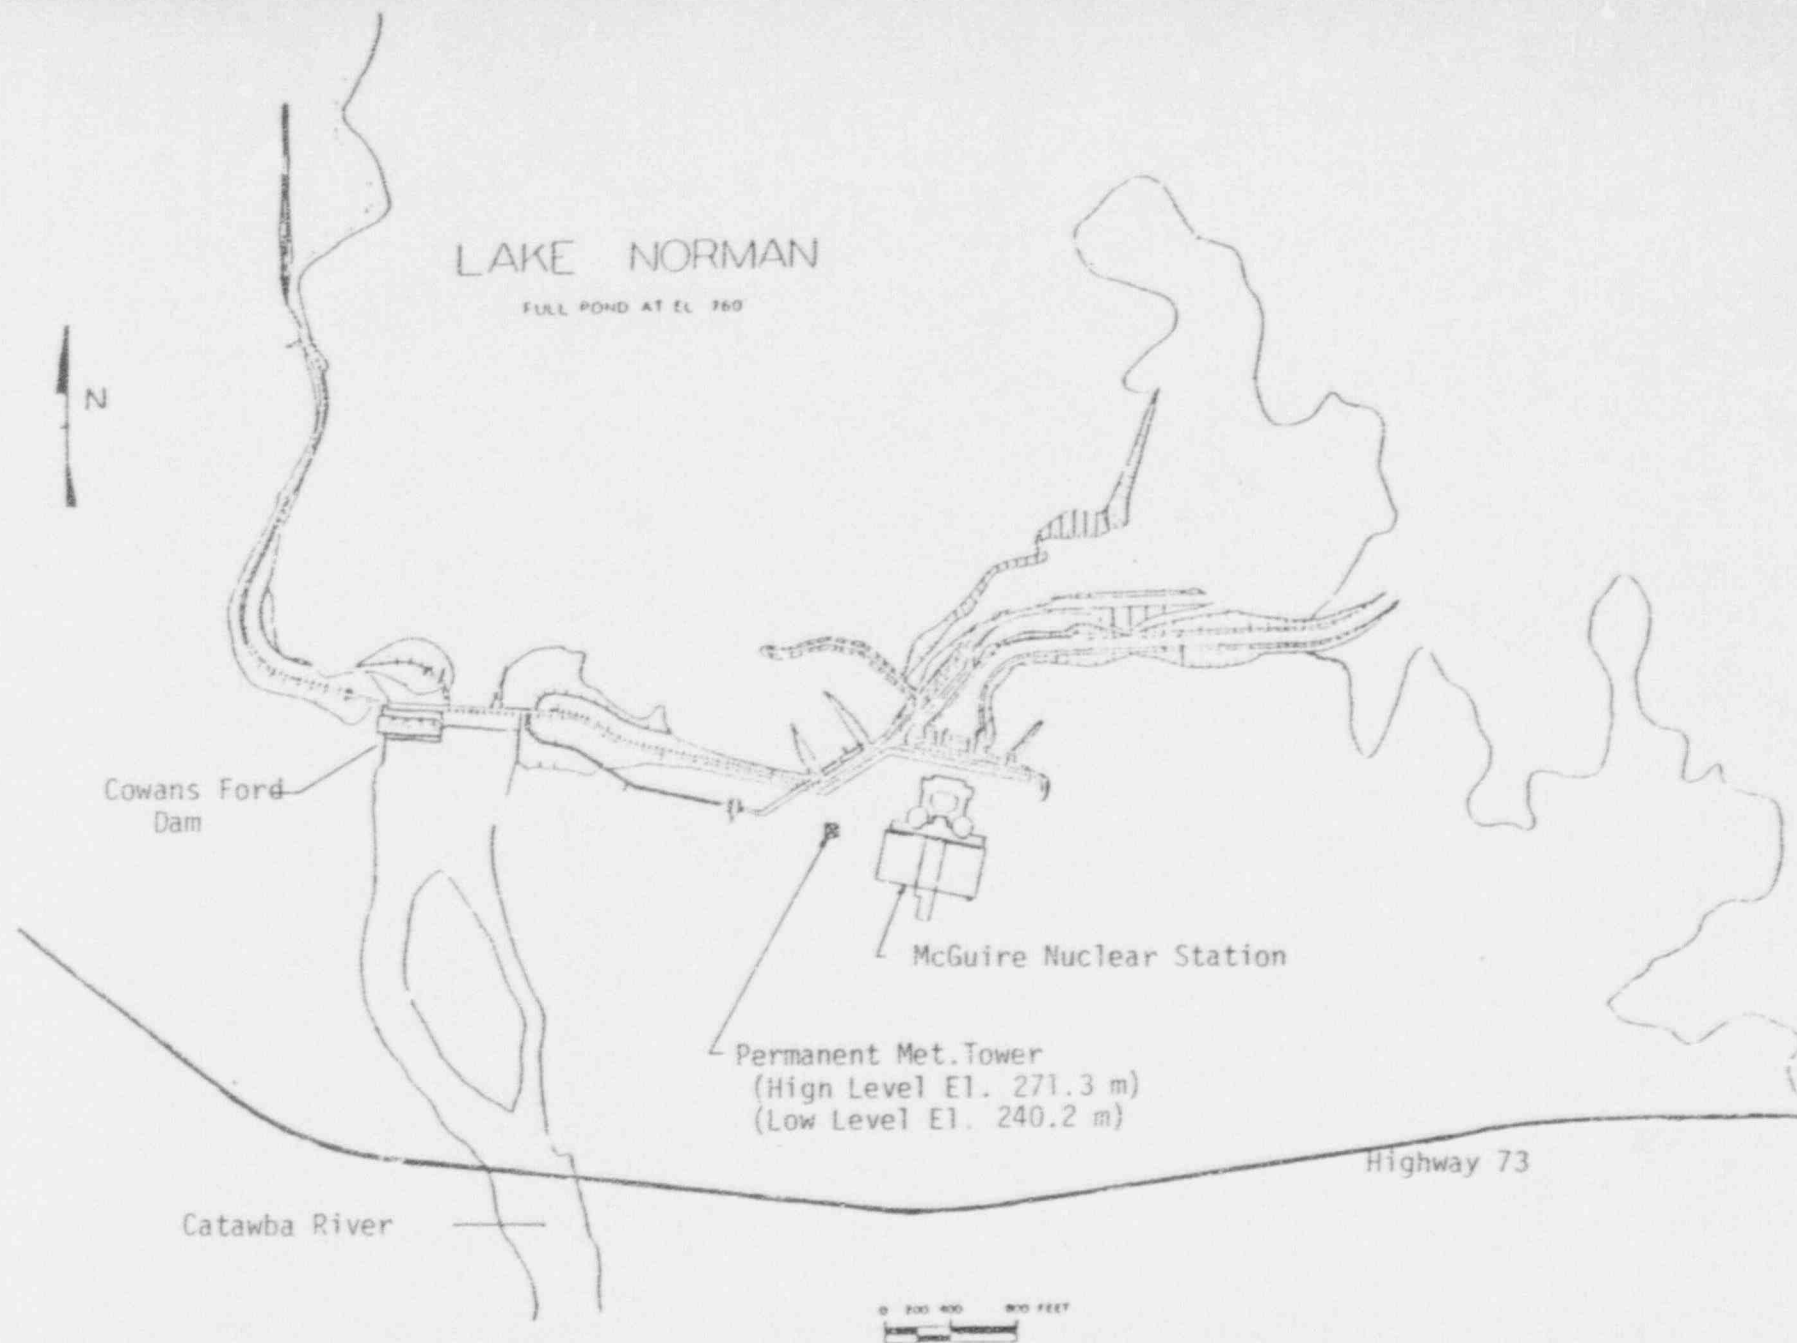 LAKE NORMAN
FULL POND AT EL 760
N
Cowans Ford
Dam
McGuire Nuclear Station
Permanent Met.Tower
(Hign Level El. 271.3 m)
(Low Level El. 240.2 m)
Highway 73
Catawba River
0 200 400 800 FEET